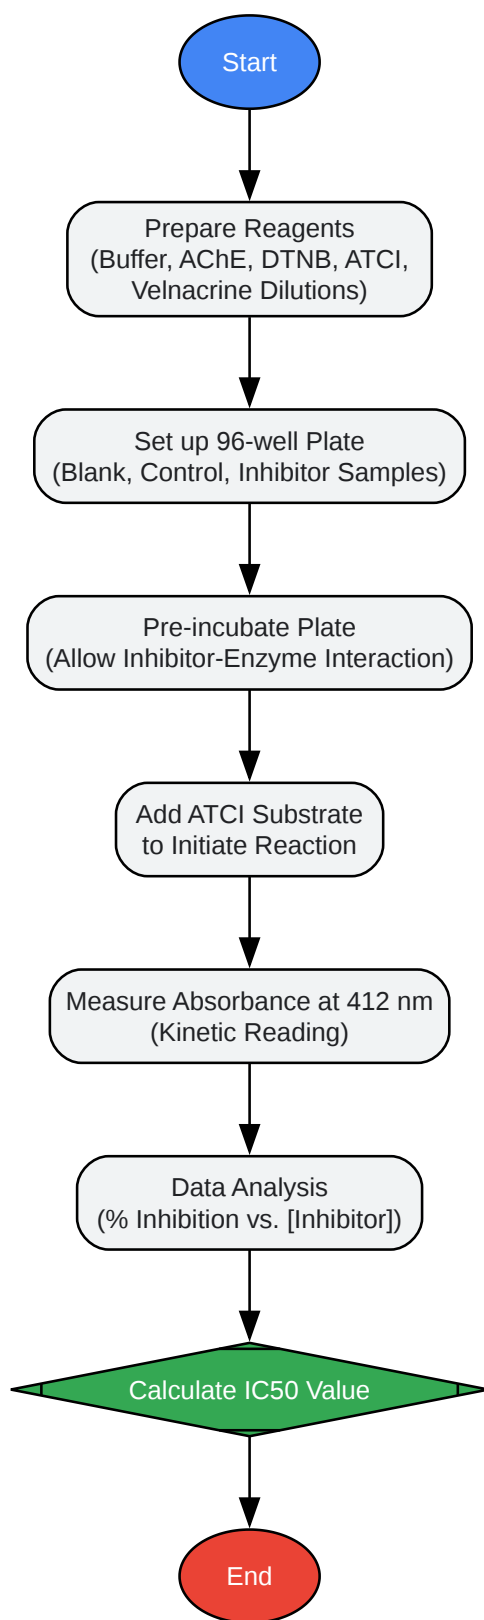 Start
Prepare Reagents
(Buffer, AChE, DTNB, ATCI,
Velnacrine Dilutions)
Set up 96-well Plate
(Blank, Control, Inhibitor Samples)
Pre-incubate Plate
(Allow Inhibitor-Enzyme Interaction)
Add ATCI Substrate
to Initiate Reaction
Measure Absorbance at 412 nm
(Kinetic Reading)
Data Analysis
(% Inhibition vs. [Inhibitor])
Calculate IC50 Value
End